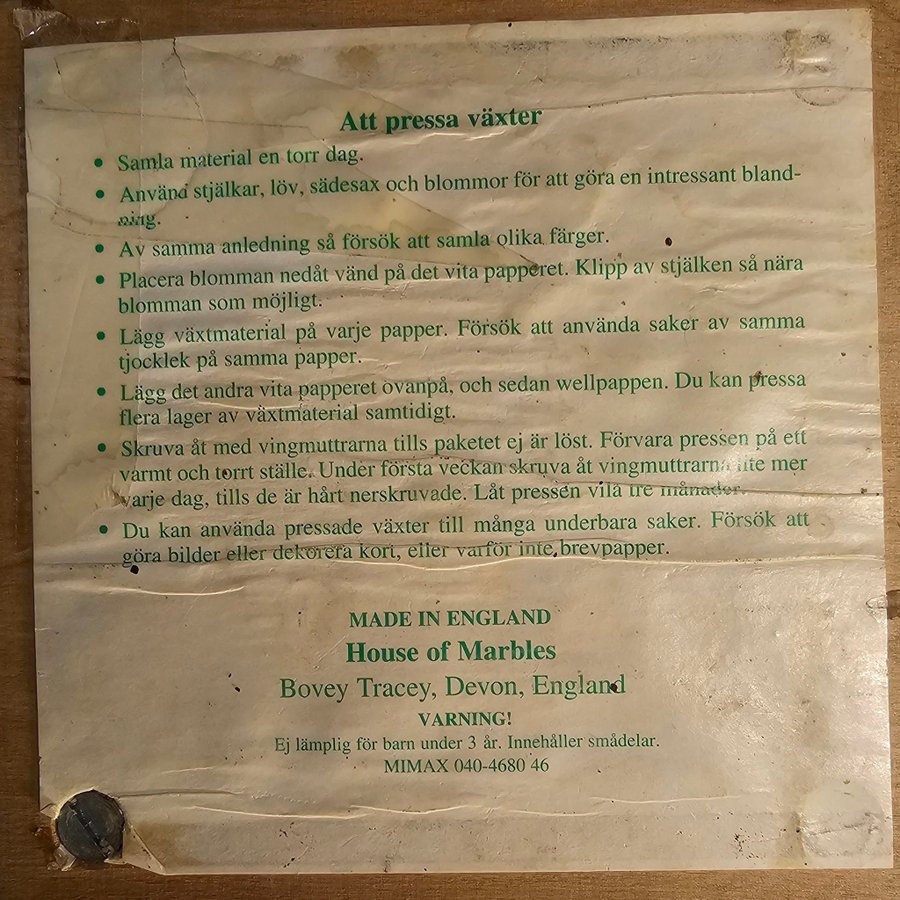 Att pressa växter
• Samla material en torr dag.
• Använd stjälkar, löv, sädesax och blommor för att göra en intressant bland-
ning.
• Av samma anledning så försök att samla olika färger.
• Placera blomman nedåt vänd på det vita papperet. Klipp av stjälken så nära
blomman som möjligt.
• Lägg växtmaterial på varje papper. Försök att använda saker av samma
tjocklek på samma papper.
• Lägg det andra vita papperet ovanpå, och sedan wellpappen. Du kan pressa
flera lager av växtmaterial samtidigt.
• Skruva åt med vingmuttrarna tills paketet ej är löst. Förvara pressen på ett
varmt och torrt ställe. Under första veckan skruva åt vingmuttrarna lite mer
varje dag, tills de är hårt nerskruvade. Låt pressen vila tre månader.
• Du kan använda pressade växter till många underbara saker. Försök att
göra bilder eller dekorera kort, eller varför inte brevpapper.
MADE IN ENGLAND
House of Marbles
Bovey Tracey, Devon, England
VARNING!
Ej lämplig för barn under 3 år. Innehåller smådelar.
MIMAX 040-4680 46